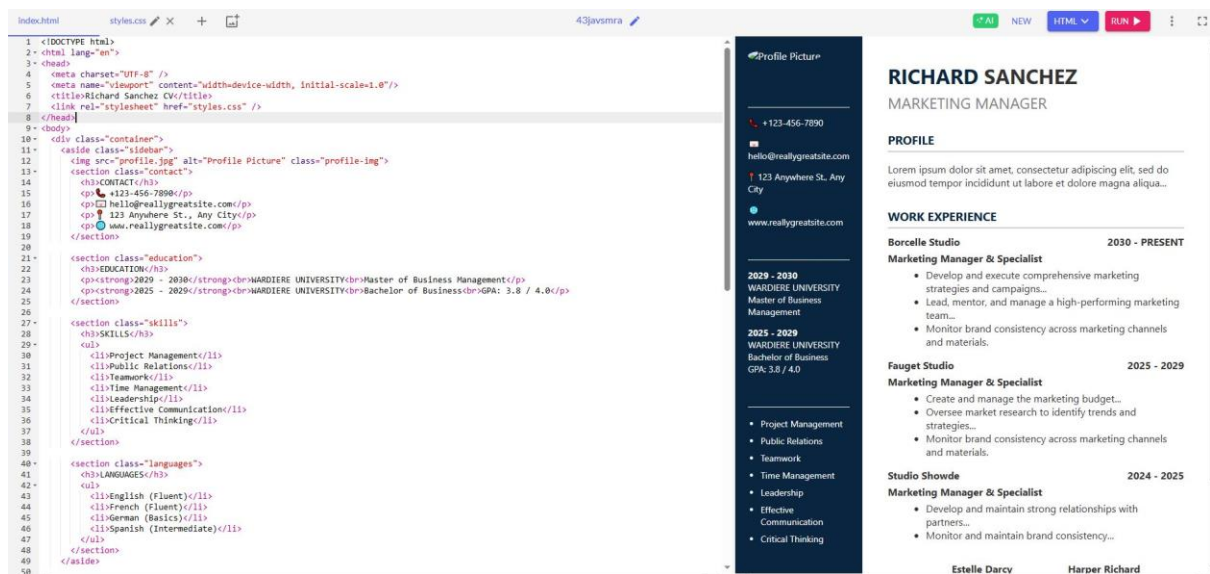 index.html
styles.css
43javsmra
AI
NEW
HTML
RUN
1 <!DOCTYPE html>
2 <html lang="en">
3 <head>
4 <meta charset="UTF-8" />
5 <meta name="viewport" content="width=device-width, initial-scale=1.0"/>
6 <title>Richard Sanchez CV</title>
7 <link rel="stylesheet" href="styles.css" />
8 </head>
9 <body>
10 <div class="container">
11 <aside class="sidebar">
12 <img src="profile.jpg" alt="Profile Picture" class="profile-img">
13 <section class="contact">
14 <h3>CONTACT</h3>
15 <p>📞 +123-456-7890</p>
16 <p>📧 hello@reallygreatsite.com</p>
17 <p>📍 123 Anywhere St., Any City</p>
18 <p>🌐 www.reallygreatsite.com</p>
19 </section>
20
21 <section class="education">
22 <h3>EDUCATION</h3>
23 <p><strong>2029 - 2030</strong><br>WARDIERE UNIVERSITY<br>Master of Business Management</p>
24 <p><strong>2025 - 2029</strong><br>WARDIERE UNIVERSITY<br>Bachelor of Business<br>GPA: 3.8 / 4.0</p>
25 </section>
26
27 <section class="skills">
28 <h3>SKILLS</h3>
29 <ul>
30 <li>Project Management</li>
31 <li>Public Relations</li>
32 <li>Teamwork</li>
33 <li>Time Management</li>
34 <li>Leadership</li>
35 <li>Effective Communication</li>
36 <li>Critical Thinking</li>
37 </ul>
38 </section>
39
40 <section class="languages">
41 <h3>LANGUAGES</h3>
42 <ul>
43 <li>English (Fluent)</li>
44 <li>French (Fluent)</li>
45 <li>German (Basics)</li>
46 <li>Spanish (Intermediate)</li>
47 </ul>
48 </section>
49 </aside>
50
Profile Picture
📞 +123-456-7890
📧
hello@reallygreatsite.com
📍 123 Anywhere St., Any
City
🌐
www.reallygreatsite.com
2029 - 2030
WARDIERE UNIVERSITY
Master of Business
Management
2025 - 2029
WARDIERE UNIVERSITY
Bachelor of Business
GPA: 3.8 / 4.0
• Project Management
• Public Relations
• Teamwork
• Time Management
• Leadership
• Effective
Communication
• Critical Thinking
RICHARD SANCHEZ
MARKETING MANAGER
PROFILE
Lorem ipsum dolor sit amet, consectetur adipiscing elit, sed do
eiusmod tempor incididunt ut labore et dolore magna aliqua...
WORK EXPERIENCE
Borcelle Studio 2030 - PRESENT
Marketing Manager & Specialist
• Develop and execute comprehensive marketing
strategies and campaigns...
• Lead, mentor, and manage a high-performing marketing
team...
• Monitor brand consistency across marketing channels
and materials.
Fauget Studio 2025 - 2029
Marketing Manager & Specialist
• Create and manage the marketing budget...
• Oversee market research to identify trends and
strategies...
• Monitor brand consistency across marketing channels
and materials.
Studio Showde 2024 - 2025
Marketing Manager & Specialist
• Develop and maintain strong relationships with
partners...
• Monitor and maintain brand consistency...
Estelle Darcy Harper Richard